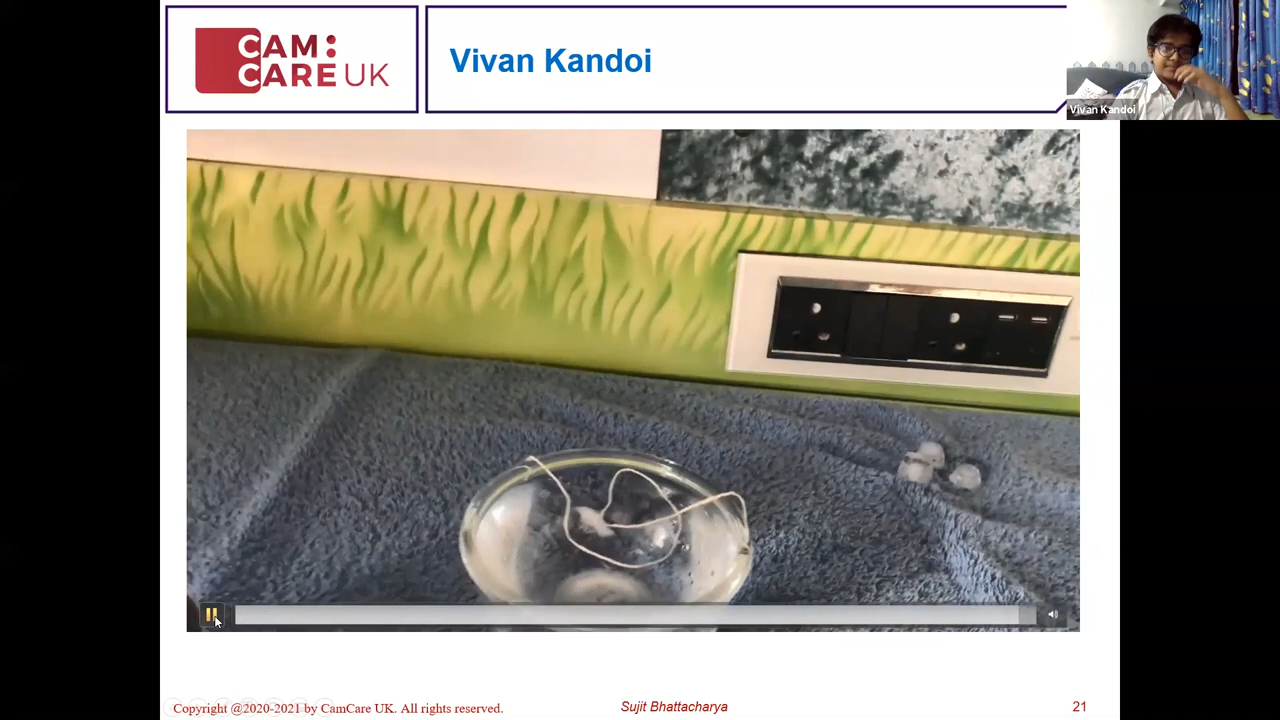 CAM:
CARE UK
Vivan Kandoi
Vivan Kandoi
Copyright @2020-2021 by CamCare UK. All rights reserved.
Sujit Bhattacharya
21